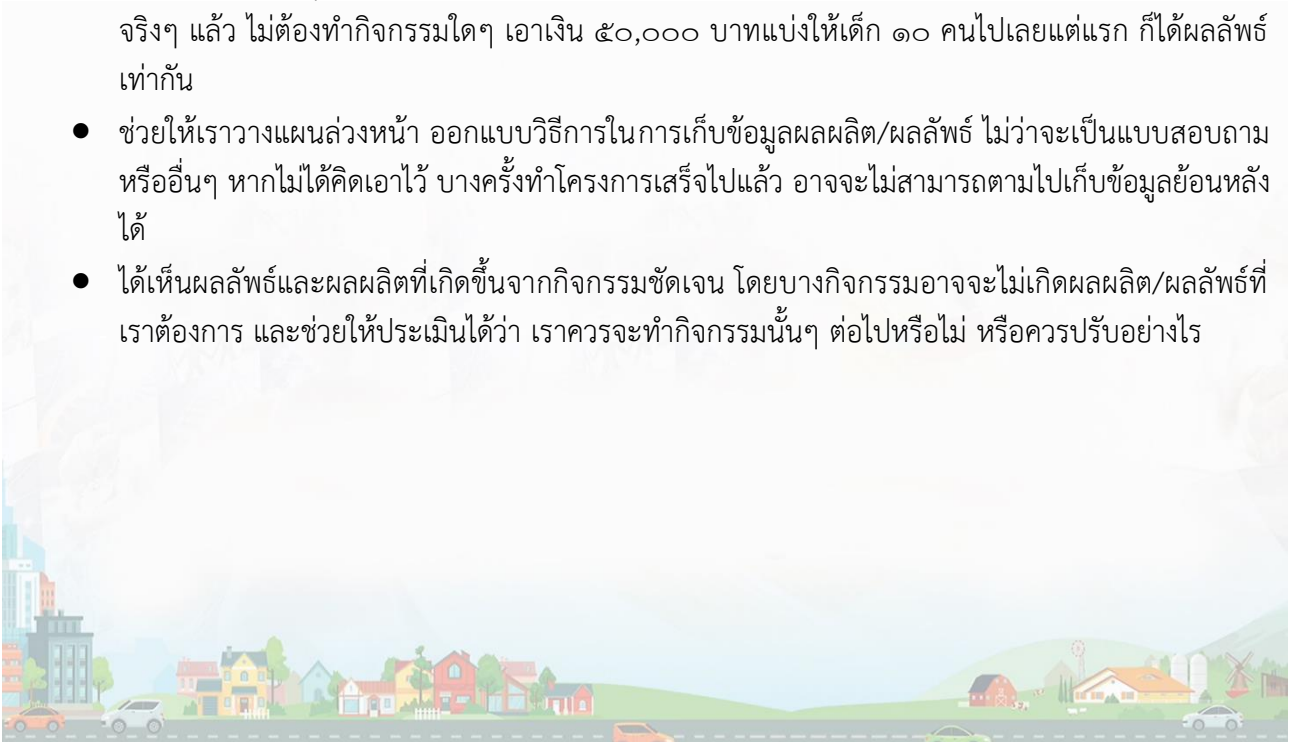 จริงๆ แล้ว ไม่ต้องทำกิจกรรมใดๆ เอาเงิน ๕๐,๐๐๐ บาทแบ่งให้เด็ก ๑๐ คนไปเลยแต่แรก ก็ได้ผลลัพธ์
เท่ากัน
● ช่วยให้เราวางแผนล่วงหน้า ออกแบบวิธีการในการเก็บข้อมูลผลผลิต/ผลลัพธ์ ไม่ว่าจะเป็นแบบสอบถาม
หรืออื่นๆ หากไม่ได้คิดเอาไว้ บางครั้งทำโครงการเสร็จไปแล้ว อาจจะไม่สามารถตามไปเก็บข้อมูลย้อนหลัง
ได้
● ได้เห็นผลลัพธ์และผลผลิตที่เกิดขึ้นจากกิจกรรมชัดเจน โดยบางกิจกรรมอาจจะไม่เกิดผลผลิต/ผลลัพธ์ที่
เราต้องการ และช่วยให้ประเมินได้ว่า เราควรจะทำกิจกรรมนั้นๆ ต่อไปหรือไม่ หรือควรปรับอย่างไร